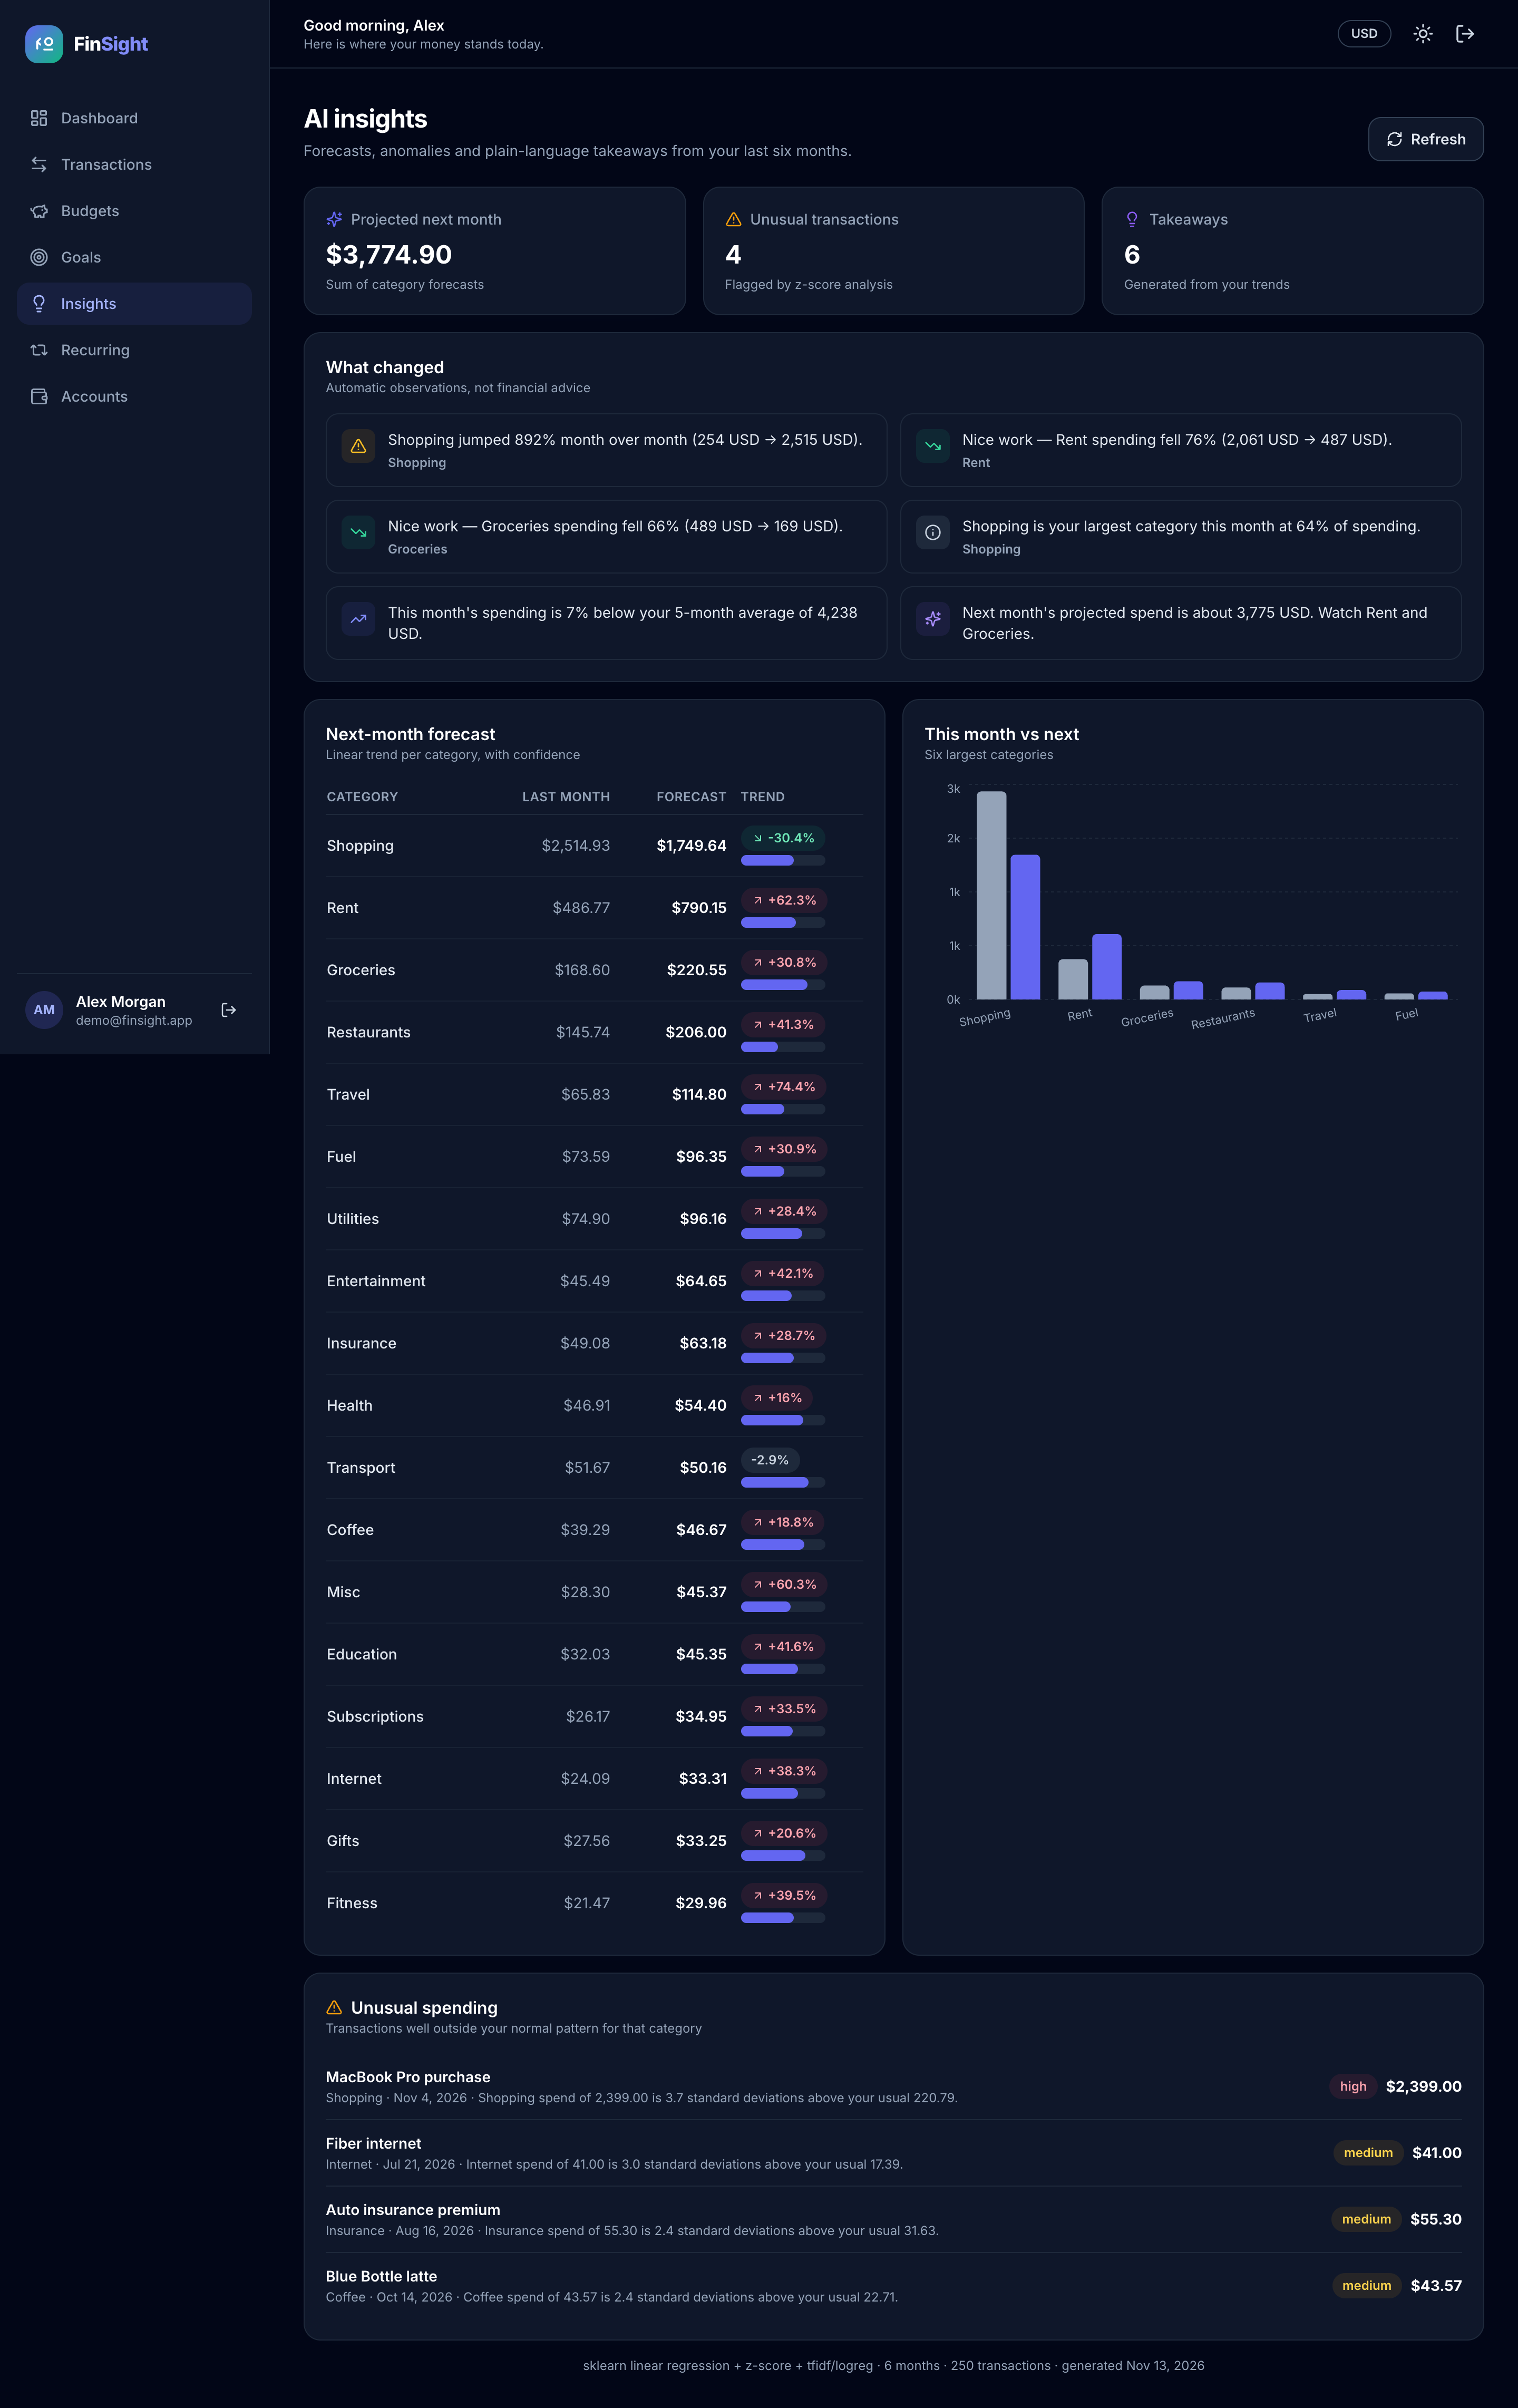 FinSight
Dashboard
Transactions
Budgets
Goals
Insights
Recurring
Accounts
AM
Alex Morgan
demo@finsight.app
Good morning, Alex
Here is where your money stands today.
USD
AI insights
Forecasts, anomalies and plain-language takeaways from your last six months.
Refresh
Projected next month
$3,774.90
Sum of category forecasts
Unusual transactions
4
Flagged by z-score analysis
Takeaways
6
Generated from your trends
What changed
Automatic observations, not financial advice
Shopping jumped 892% month over month (254 USD → 2,515 USD).
Shopping
Nice work — Rent spending fell 76% (2,061 USD → 487 USD).
Rent
Nice work — Groceries spending fell 66% (489 USD → 169 USD).
Groceries
Shopping is your largest category this month at 64% of spending.
Shopping
This month's spending is 7% below your 5-month average of 4,238
USD.
Next month's projected spend is about 3,775 USD. Watch Rent and
Groceries.
Next-month forecast
Linear trend per category, with confidence
CATEGORY LAST MONTH FORECAST TREND
Shopping $2,514.93 $1,749.64 -30.4%
Rent $486.77 $790.15 +62.3%
Groceries $168.60 $220.55 +30.8%
Restaurants $145.74 $206.00 +41.3%
Travel $65.83 $114.80 +74.4%
Fuel $73.59 $96.35 +30.9%
Utilities $74.90 $96.16 +28.4%
Entertainment $45.49 $64.65 +42.1%
Insurance $49.08 $63.18 +28.7%
Health $46.91 $54.40 +16%
Transport $51.67 $50.16 -2.9%
Coffee $39.29 $46.67 +18.8%
Misc $28.30 $45.37 +60.3%
Education $32.03 $45.35 +41.6%
Subscriptions $26.17 $34.95 +33.5%
Internet $24.09 $33.31 +38.3%
Gifts $27.56 $33.25 +20.6%
Fitness $21.47 $29.96 +39.5%
This month vs next
Six largest categories
3k
2k
1k
1k
0k
Shopping Rent Groceries Restaurants Travel Fuel
Unusual spending
Transactions well outside your normal pattern for that category
MacBook Pro purchase
Shopping · Nov 4, 2026 · Shopping spend of 2,399.00 is 3.7 standard deviations above your usual 220.79.
high $2,399.00
Fiber internet
Internet · Jul 21, 2026 · Internet spend of 41.00 is 3.0 standard deviations above your usual 17.39.
medium $41.00
Auto insurance premium
Insurance · Aug 16, 2026 · Insurance spend of 55.30 is 2.4 standard deviations above your usual 31.63.
medium $55.30
Blue Bottle latte
Coffee · Oct 14, 2026 · Coffee spend of 43.57 is 2.4 standard deviations above your usual 22.71.
medium $43.57
sklearn linear regression + z-score + tfidf/logreg · 6 months · 250 transactions · generated Nov 13, 2026